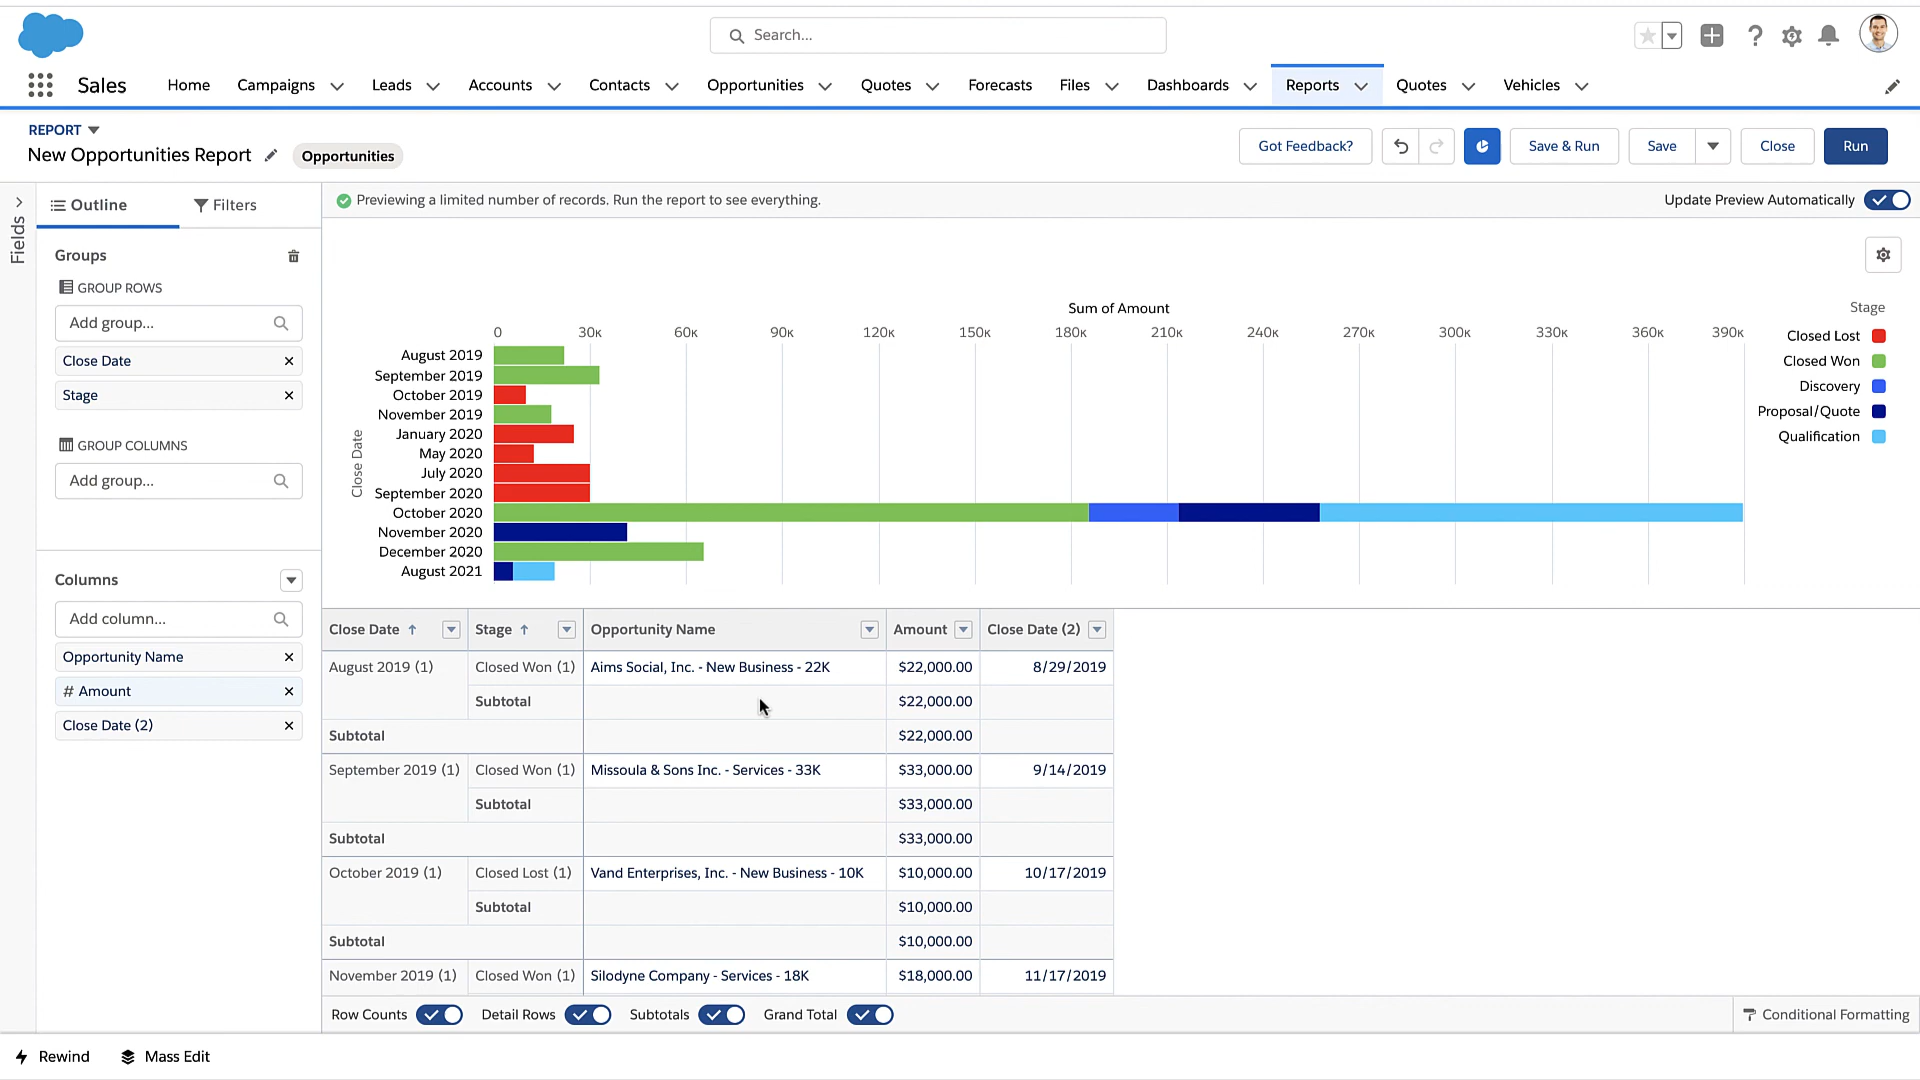 Search...
Sales
Home
Campaigns
Leads
Accounts
Contacts
Opportunities
Quotes
Forecasts
Files
Dashboards
Reports
Quotes
Vehicles
REPORT
New Opportunities Report
Opportunities
Got Feedback?
Save & Run
Save
Close
Run
Fields
Outline
Filters
Previewing a limited number of records. Run the report to see everything.
Update Preview Automatically
Groups
GROUP ROWS
Add group...
Close Date
Stage
GROUP COLUMNS
Add group...
Columns
Add column...
Opportunity Name
# Amount
Close Date (2)
Sum of Amount
0 30K 60K 90K 120K 150K 180K 210K 240K 270K 300K 330K 360K 390K
Close Date
August 2019
September 2019
October 2019
November 2019
January 2020
May 2020
July 2020
September 2020
October 2020
November 2020
December 2020
August 2021
Stage
Closed Lost
Closed Won
Discovery
Proposal/Quote
Qualification
Close Date Stage Opportunity Name Amount Close Date (2)
August 2019 (1) Closed Won (1) Aims Social, Inc. - New Business - 22K $22,000.00 8/29/2019
Subtotal $22,000.00
Subtotal $22,000.00
September 2019 (1) Closed Won (1) Missoula & Sons Inc. - Services - 33K $33,000.00 9/14/2019
Subtotal $33,000.00
Subtotal $33,000.00
October 2019 (1) Closed Lost (1) Vand Enterprises, Inc. - New Business - 10K $10,000.00 10/17/2019
Subtotal $10,000.00
Subtotal $10,000.00
November 2019 (1) Closed Won (1) Silodyne Company - Services - 18K $18,000.00 11/17/2019
Row Counts
Detail Rows
Subtotals
Grand Total
Conditional Formatting
Rewind
Mass Edit